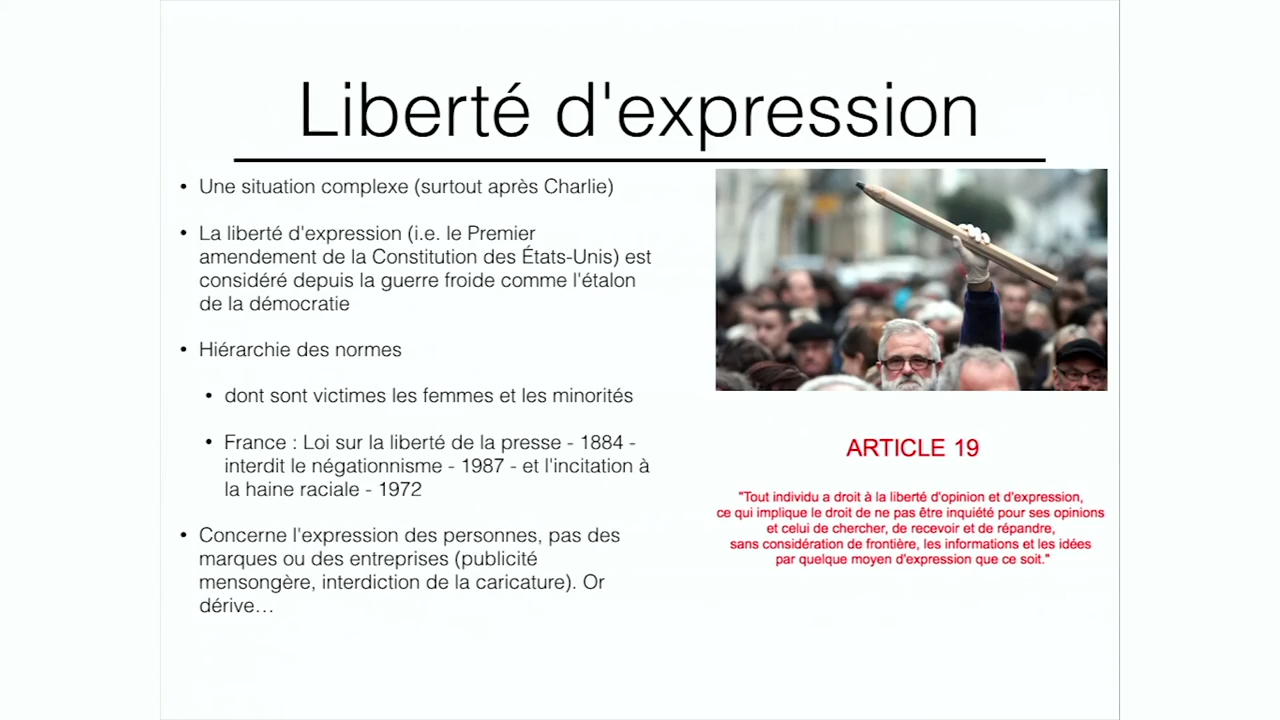 Liberté d'expression
• Une situation complexe (surtout après Charlie)
• La liberté d'expression (i.e. le Premier
amendement de la Constitution des États-Unis) est
considéré depuis la guerre froide comme l'étalon
de la démocratie
• Hiérarchie des normes
• dont sont victimes les femmes et les minorités
• France : Loi sur la liberté de la presse - 1884 -
interdit le négationnisme - 1987 - et l'incitation à
la haine raciale - 1972
• Concerne l'expression des personnes, pas des
marques ou des entreprises (publicité
mensongère, interdiction de la caricature). Or
dérive…
ARTICLE 19
"Tout individu a droit à la liberté d'opinion et d'expression,
ce qui implique le droit de ne pas être inquiété pour ses opinions
et celui de chercher, de recevoir et de répandre,
sans considération de frontière, les informations et les idées
par quelque moyen d'expression que ce soit."